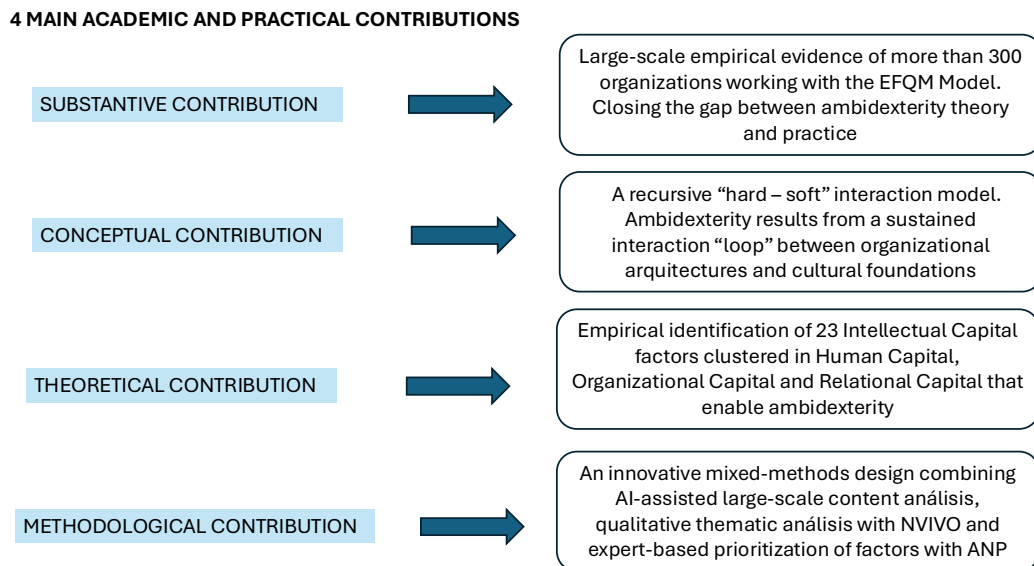 4 MAIN ACADEMIC AND PRACTICAL CONTRIBUTIONS
SUBSTANTIVE CONTRIBUTION
Large-scale empirical evidence of more than 300
organizations working with the EFQM Model.
Closing the gap between ambidexterity theory
and practice
CONCEPTUAL CONTRIBUTION
A recursive “hard – soft” interaction model.
Ambidexterity results from a sustained
interaction “loop” between organizational
arquitectures and cultural foundations
THEORETICAL CONTRIBUTION
Empirical identification of 23 Intellectual Capital
factors clustered in Human Capital,
Organizational Capital and Relational Capital that
enable ambidexterity
METHODOLOGICAL CONTRIBUTION
An innovative mixed-methods design combining
AI-assisted large-scale content análisis,
qualitative thematic análisis with NVIVO and
expert-based prioritization of factors with ANP